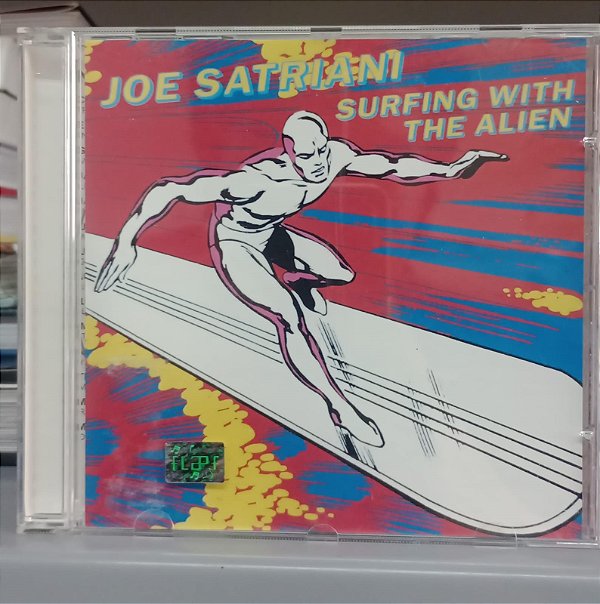 JOE SATRIANI
SURFING WITH
THE ALIEN